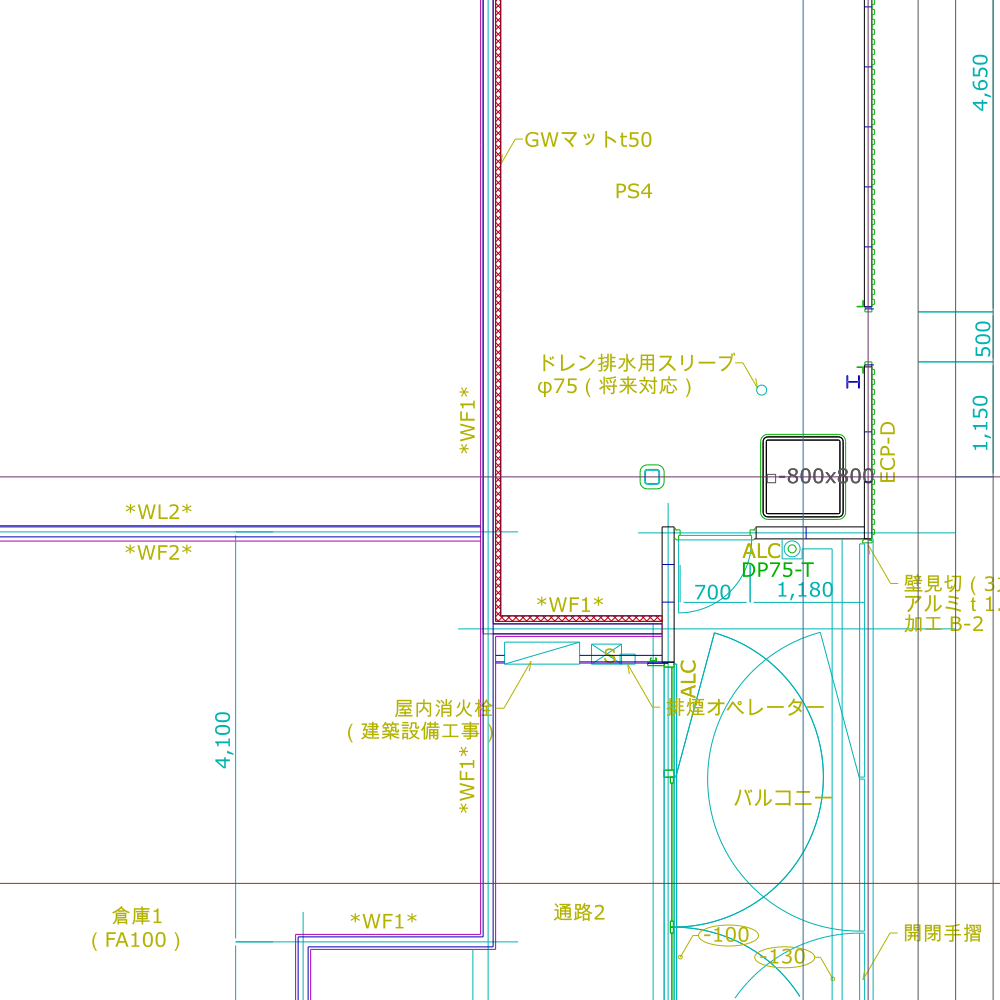 4,650
GWマットt50
PS4
500
ドレン排水用スリーブ
φ75 ( 将来対応 )
1,150
*WF1*
ECP-D
□-800x800
*WL2*
*WF2*
ALC
DP75-T
700
1,180
壁見切 ( 3
アルミ t 1.
加工 B-2
*WF1*
S
ALC
屋内消火栓
( 建築設備工事 )
排煙オペレーター
4,100
*WF1*
バルコニー
倉庫1
( FA100 )
*WF1*
通路2
-100
-130
開閉手摺